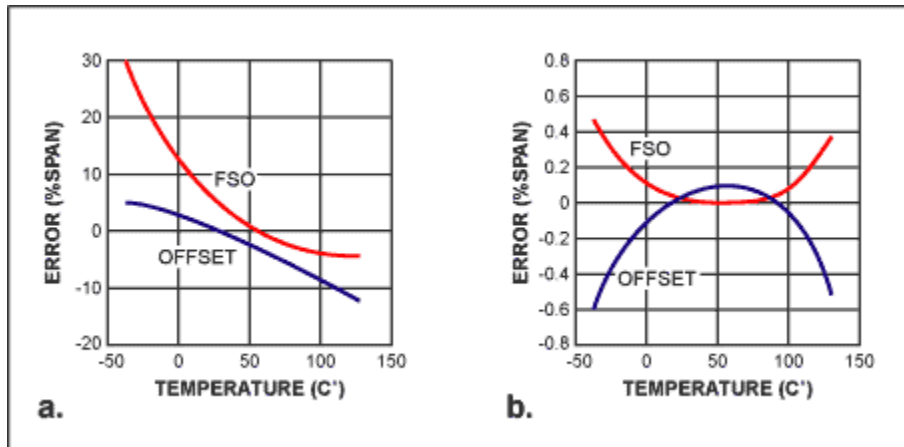 30
20
10
0
-10
-20
ERROR (%SPAN)
FSO
OFFSET
-50 0 50 100 150
TEMPERATURE (C°)
a.
0.8
0.6
0.4
0.2
0
-0.2
-0.4
-0.6
-0.8
ERROR (%SPAN)
FSO
OFFSET
-50 0 50 100 150
TEMPERATURE (C°)
b.